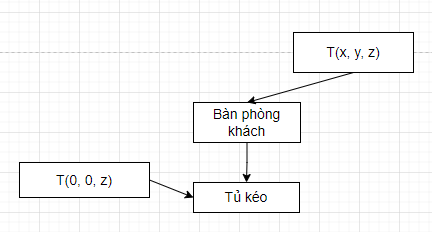 T(x, y, z)
Bàn phòng
khách
T(0, 0, z)
Tủ kéo